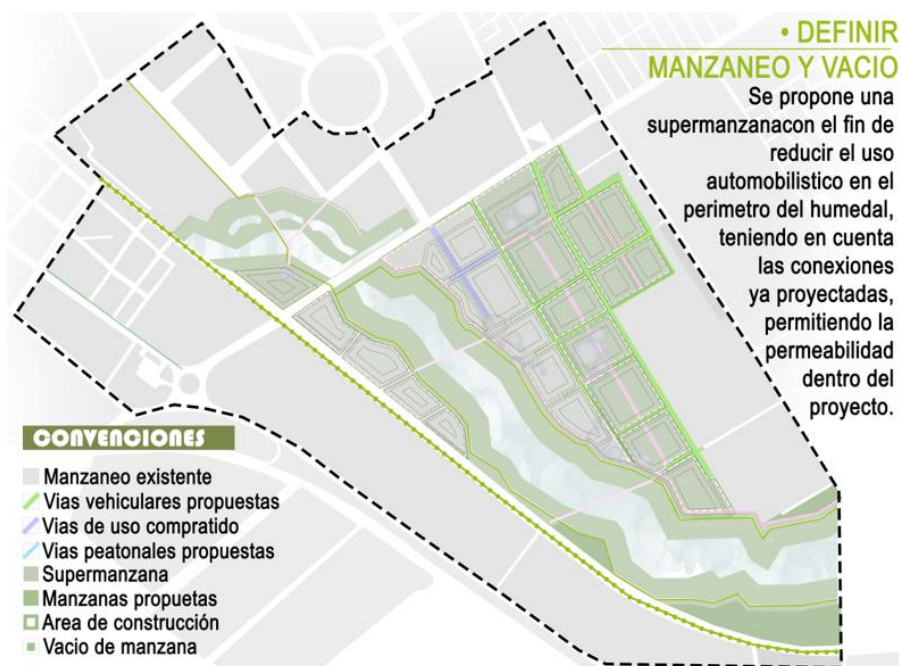 • DEFINIR
MANZANEO Y VACIO
Se propone una
supermanzanacon el fin de
reducir el uso
automobilistico en el
perimetro del humedal,
teniendo en cuenta
las conexiones
ya proyectadas,
permitiendo la
permeabilidad
dentro del
proyecto.
CONVENCIONES
Manzaneo existente
Vias vehiculares propuestas
Vias de uso compratido
Vias peatonales propuestas
Supermanzana
Manzanas propuetas
Area de construcción
Vacio de manzana